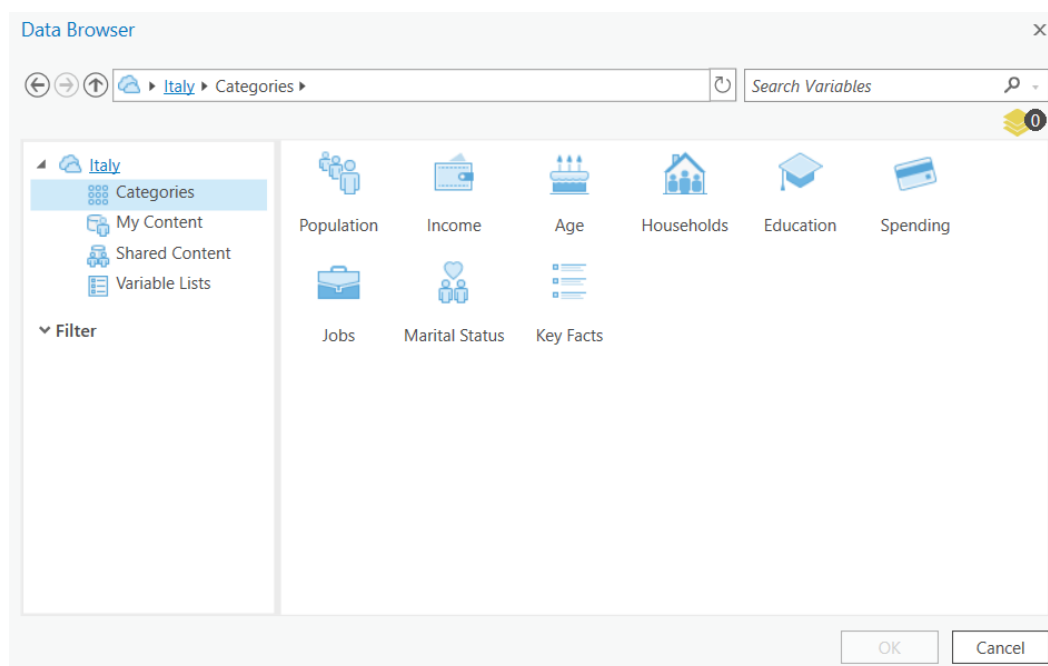 Data Browser
Italy Categories
Search Variables
0
Italy
Categories
My Content
Shared Content
Variable Lists
Filter
Population Income Age Households Education Spending
Jobs Marital Status Key Facts
OK Cancel